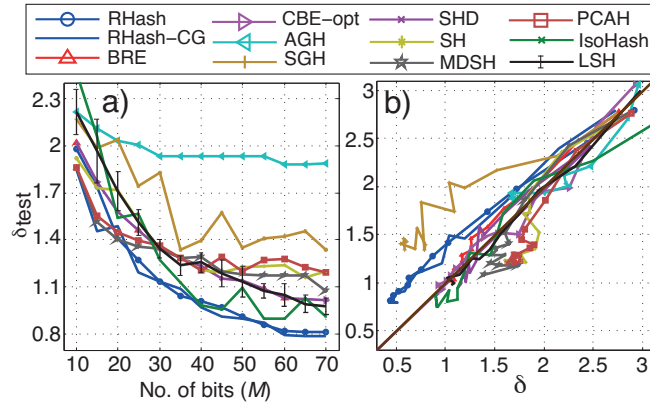 RHash CBE-opt SHD PCAH
RHash-CG AGH SH IsoHash
BRE SGH MDSH LSH
a) b)
δtest
2.3
2.1
1.8
1.4
1.1
0.8
10 20 30 40 50 60 70
No. of bits (M)
3
2.5
2
1.5
1
0.5
0.5 1 1.5 2 2.5 3
δ